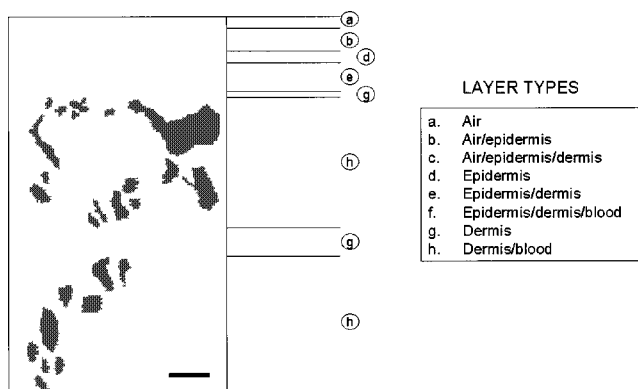 a
b
d
e
g
h
g
h
LAYER TYPES
a. Air
b. Air/epidermis
c. Air/epidermis/dermis
d. Epidermis
e. Epidermis/dermis
f. Epidermis/dermis/blood
g. Dermis
h. Dermis/blood